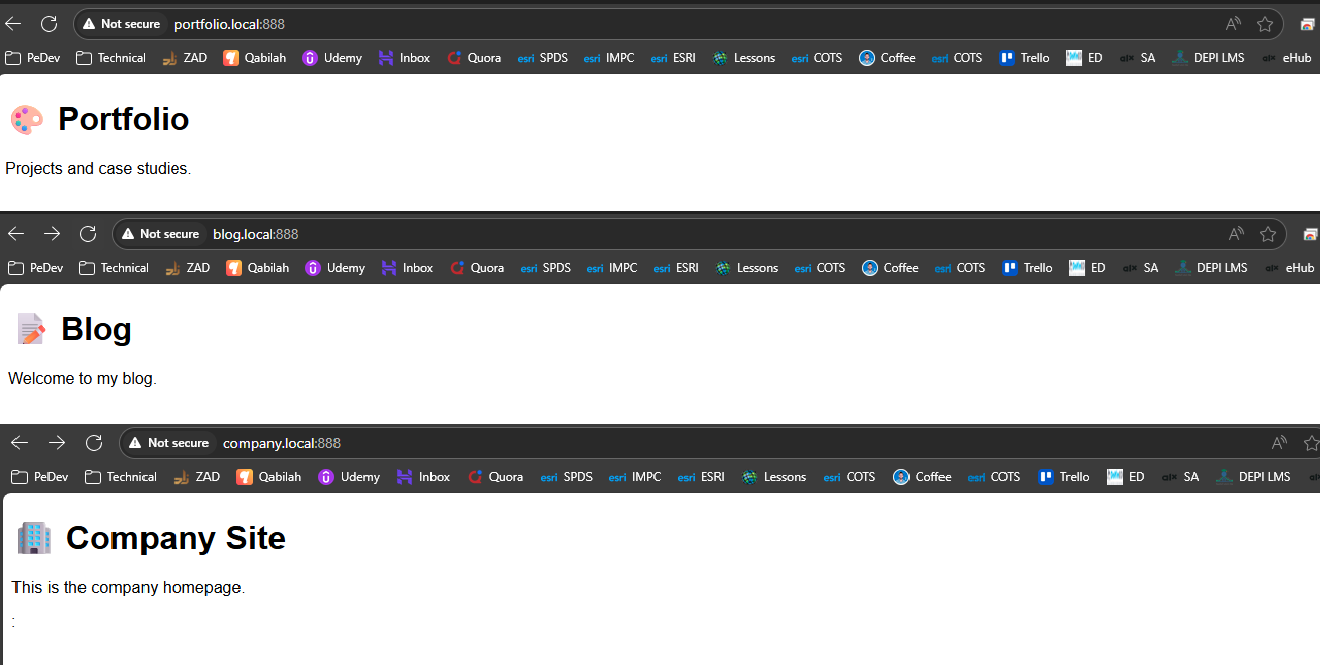 Not secure portfolio.local:888
PeDev Technical ZAD Qabilah Udemy Inbox Quora esri SPDS esri IMPC esri ESRI Lessons esri COTS Coffee esri COTS Trello ED alx SA DEPI LMS alx eHub
Portfolio
Projects and case studies.
Not secure blog.local:888
PeDev Technical ZAD Qabilah Udemy Inbox Quora esri SPDS esri IMPC esri ESRI Lessons esri COTS Coffee esri COTS Trello ED alx SA DEPI LMS alx eHub
Blog
Welcome to my blog.
Not secure company.local:888
PeDev Technical ZAD Qabilah Udemy Inbox Quora esri SPDS esri IMPC esri ESRI Lessons esri COTS Coffee esri COTS Trello ED alx SA DEPI LMS
Company Site
This is the company homepage.
: